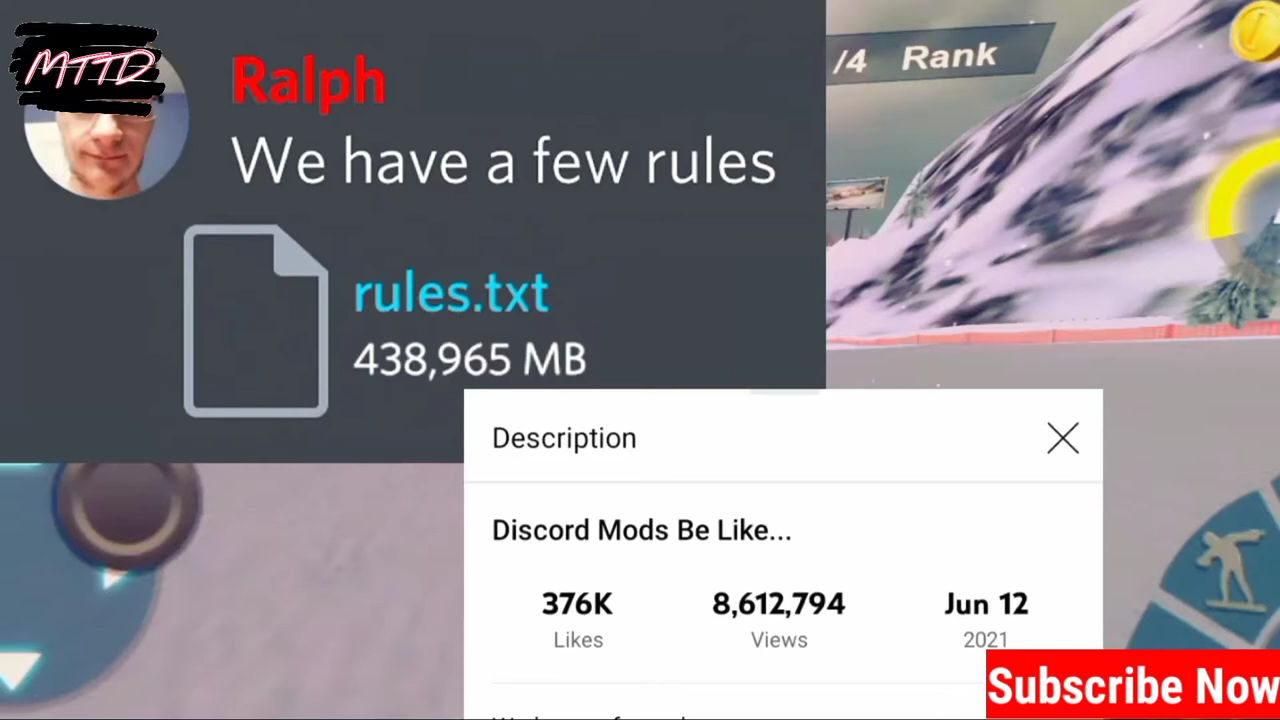 MTTD
Ralph
We have a few rules
rules.txt
438,965 MB
/4 Rank
Description
Discord Mods Be Like...
376K 8,612,794 Jun 12
Likes Views 2021
Subscribe Now